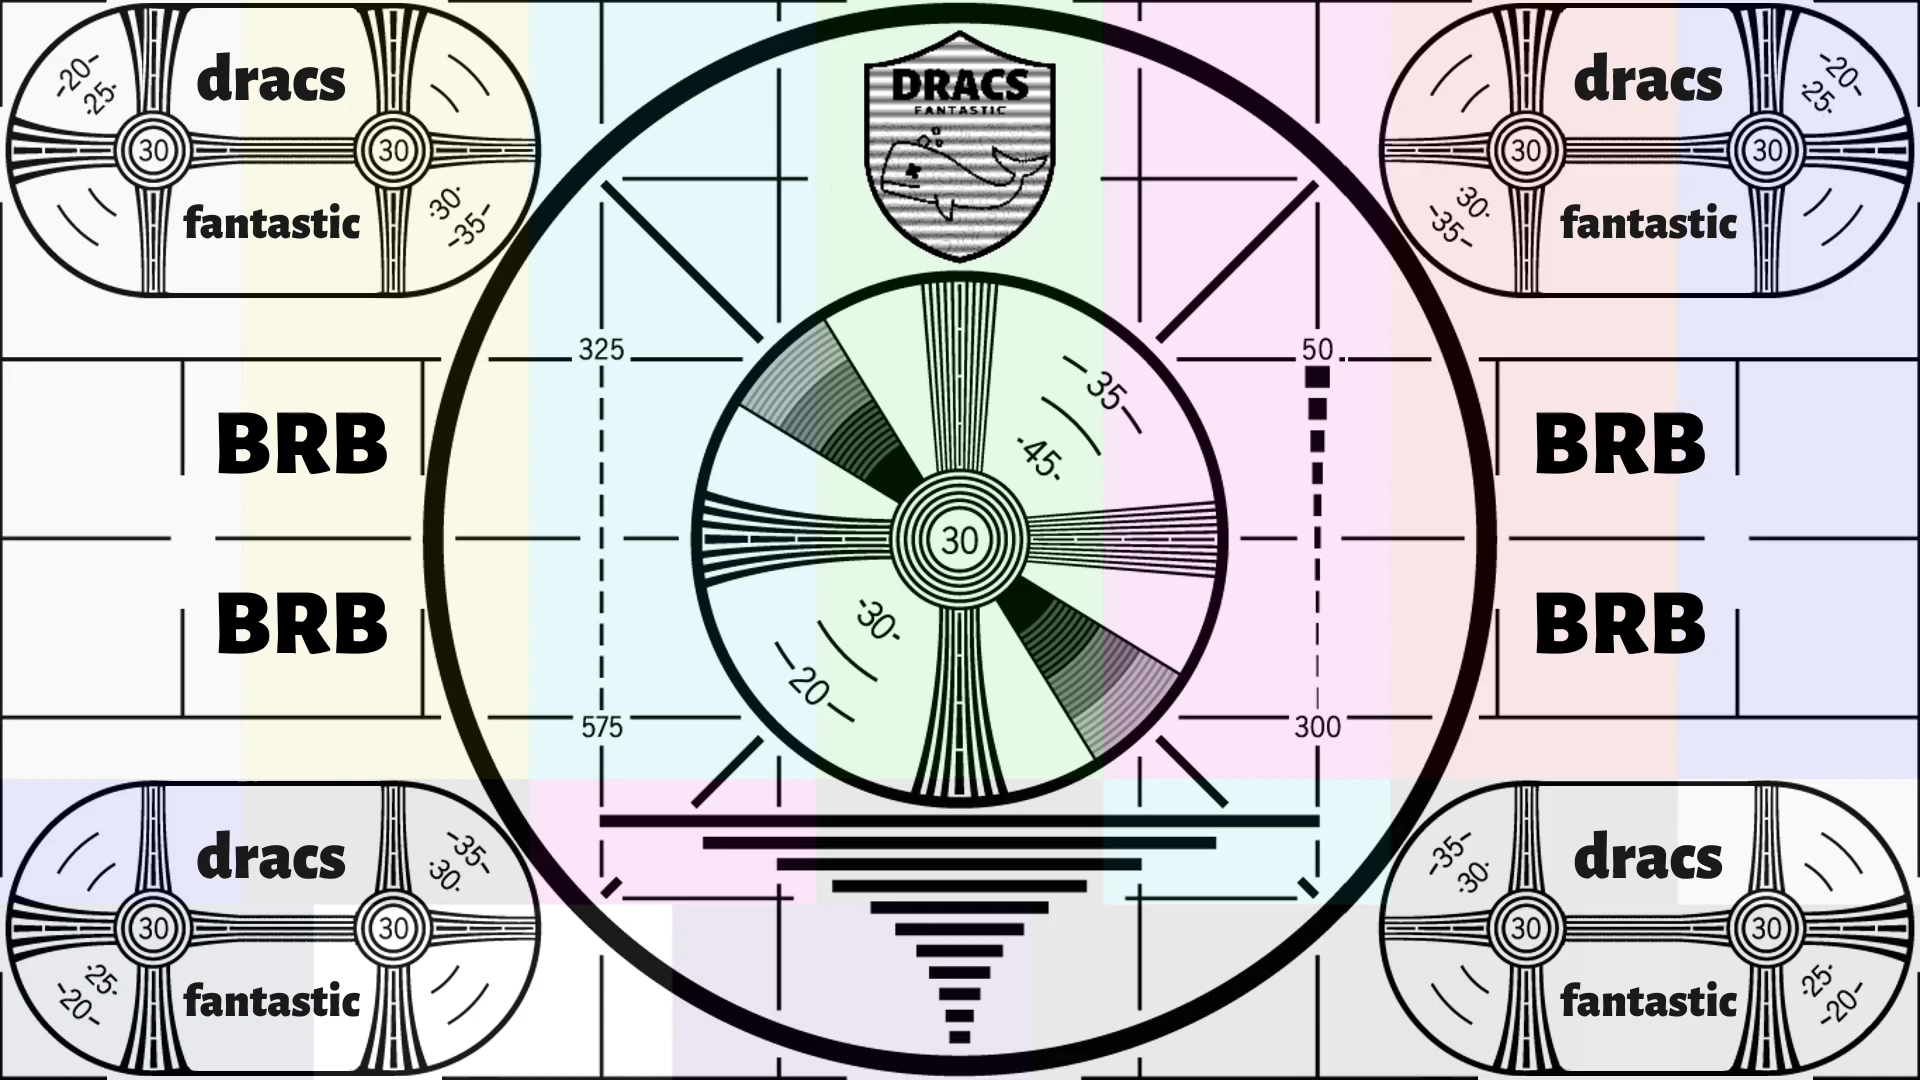 -20-
-25-
dracs
30
30
fantastic
-30-
-35-
DRACS
FANTASTIC
dracs
-20-
-25-
30
30
-30-
-35-
fantastic
325
50
-35-
-45-
BRB
BRB
30
BRB
BRB
-30-
-20-
575
300
dracs
-35-
-30-
30
30
-25-
-20-
fantastic
-35-
-30-
dracs
30
30
fantastic
-25-
-20-